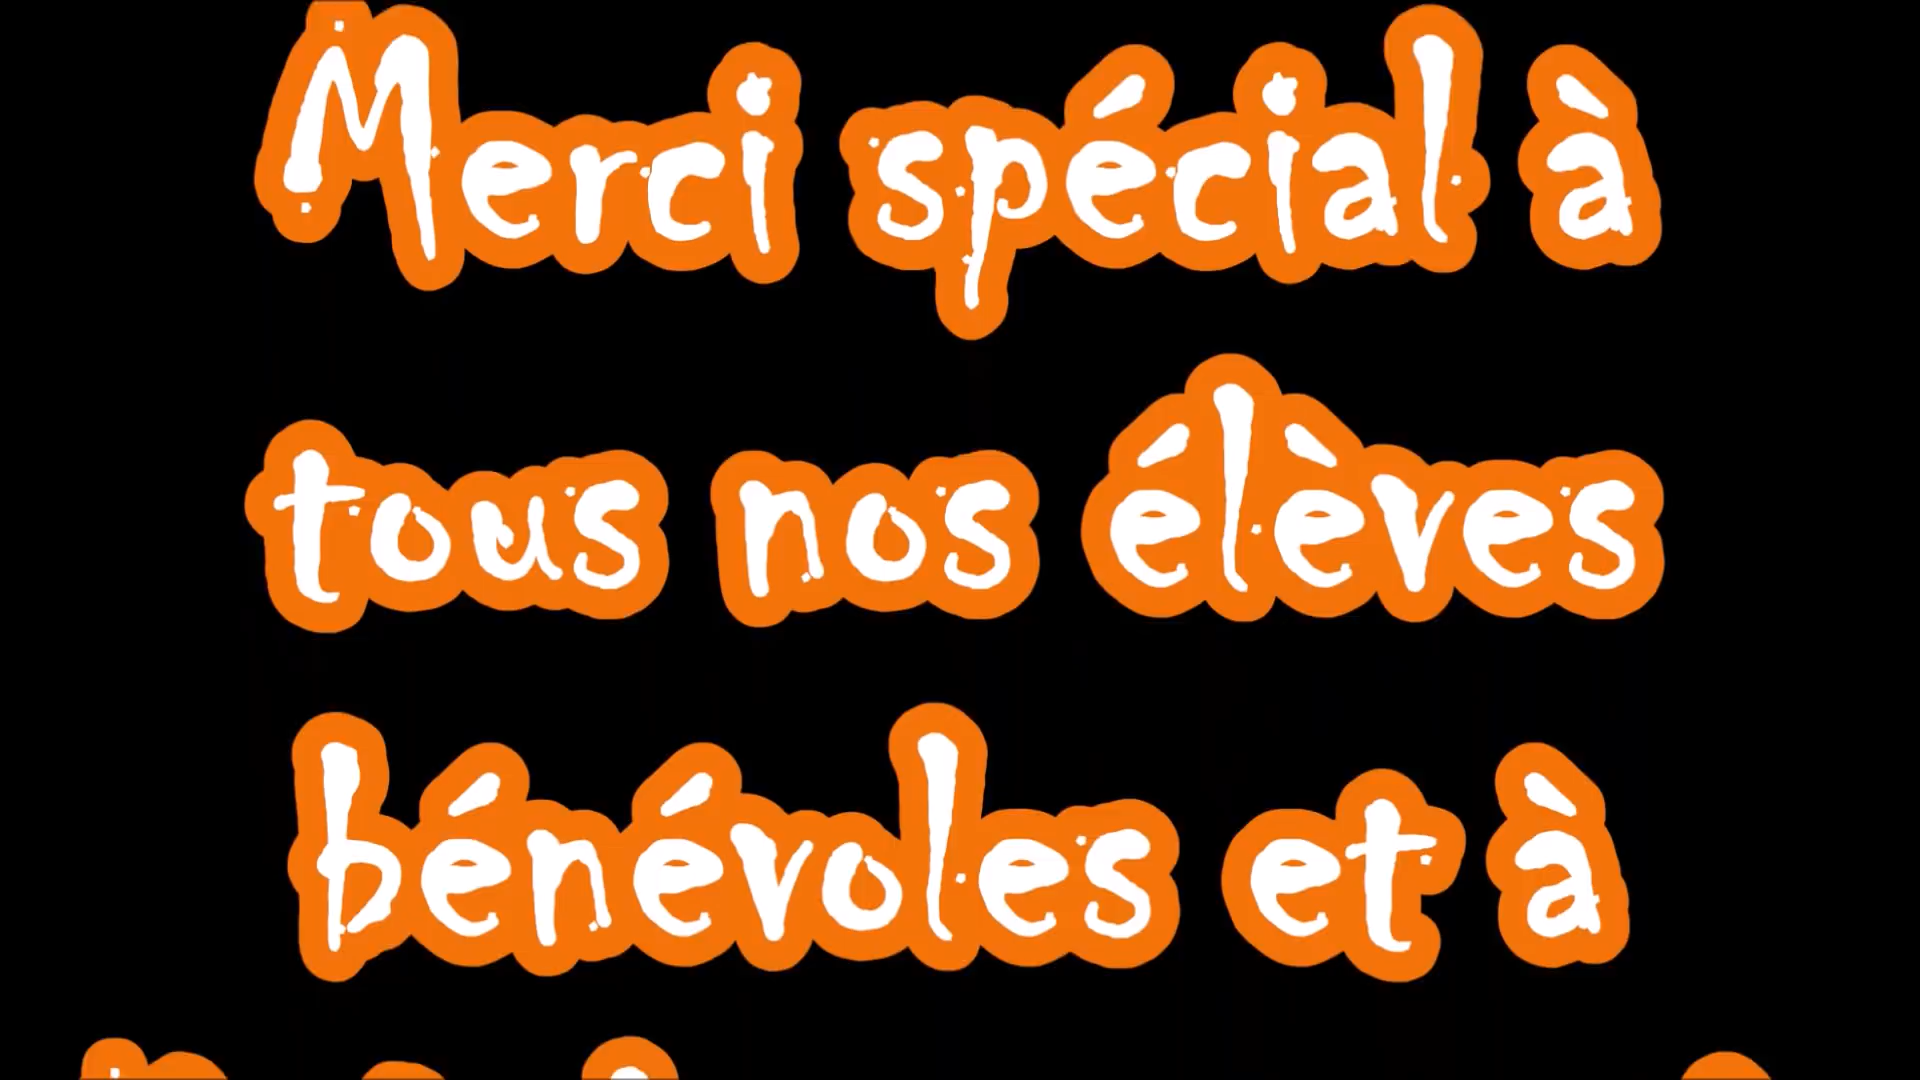 Merci spécial à
tous nos élèves
bénévoles et à